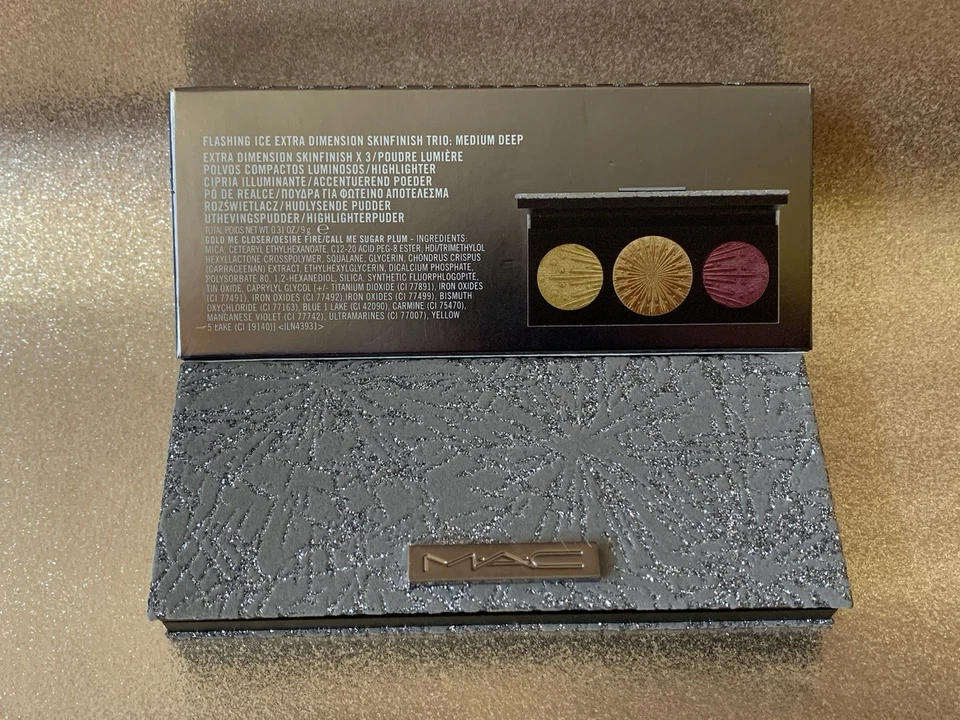 FLASHING ICE EXTRA DIMENSION SKINFINISH TRIO: MEDIUM DEEP
EXTRA DIMENSION SKINFINISH X 3/POUDRE LUMIÈRE
POLVOS COMPACTOS LUMINOSOS/HIGHLIGHTER
CIPRIA ILLUMINANTE/ACCENTUEREND POEDER
PÓ DE REALCE/ΠΟΥΔΡΑ ΓΙΑ ΦΩΤΕΙΝΟ ΑΠΟΤΕΛΕΣΜΑ
ROZŚWIETLACZ/HUDLYSENDE PUDDER
UTHEVINGSPUDDER/HIGHLIGHTERPUDER
TOTAL POIDS NET WT. 0.31 OZ/9 g ℮
GOLD ME CLOSER/DESIRE FIRE/CALL ME SUGAR PLUM – INGREDIENTS:
MICA, CETEARYL ETHYLHEXANOATE, C12-20 ACID PEG-8 ESTER, HDI/TRIMETHYLOL
HEXYLLACTONE CROSSPOLYMER, SQUALANE, GLYCERIN, CHONDRUS CRISPUS
(CARRAGEENAN) EXTRACT, ETHYLHEXYLGLYCERIN, DICALCIUM PHOSPHATE,
POLYSORBATE 80, 1,2-HEXANEDIOL, SILICA, SYNTHETIC FLUORPHLOGOPITE,
TIN OXIDE, CAPRYLYL GLYCOL [+/- TITANIUM DIOXIDE (CI 77891), IRON OXIDES
(CI 77491), IRON OXIDES (CI 77492), IRON OXIDES (CI 77499), BISMUTH
OXYCHLORIDE (CI 77163), BLUE 1 LAKE (CI 42090), CARMINE (CI 75470),
MANGANESE VIOLET (CI 77742), ULTRAMARINES (CI 77007), YELLOW
5 LAKE (CI 19140)] <ILN43931>
MAC